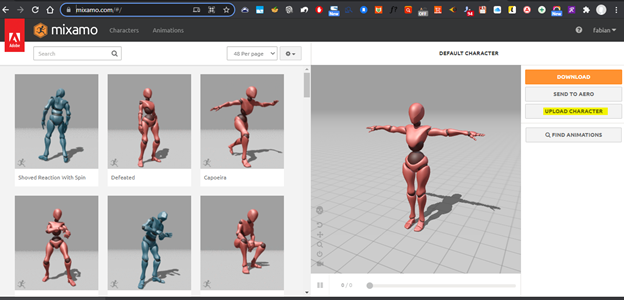 mixamo.com/#/
Adobe
mixamo
Characters
Animations
fabian
Search
48 Per page
DEFAULT CHARACTER
DOWNLOAD
SEND TO AERO
UPLOAD CHARACTER
FIND ANIMATIONS
Shoved Reaction With Spin
Defeated
Capoeira
0 / 0